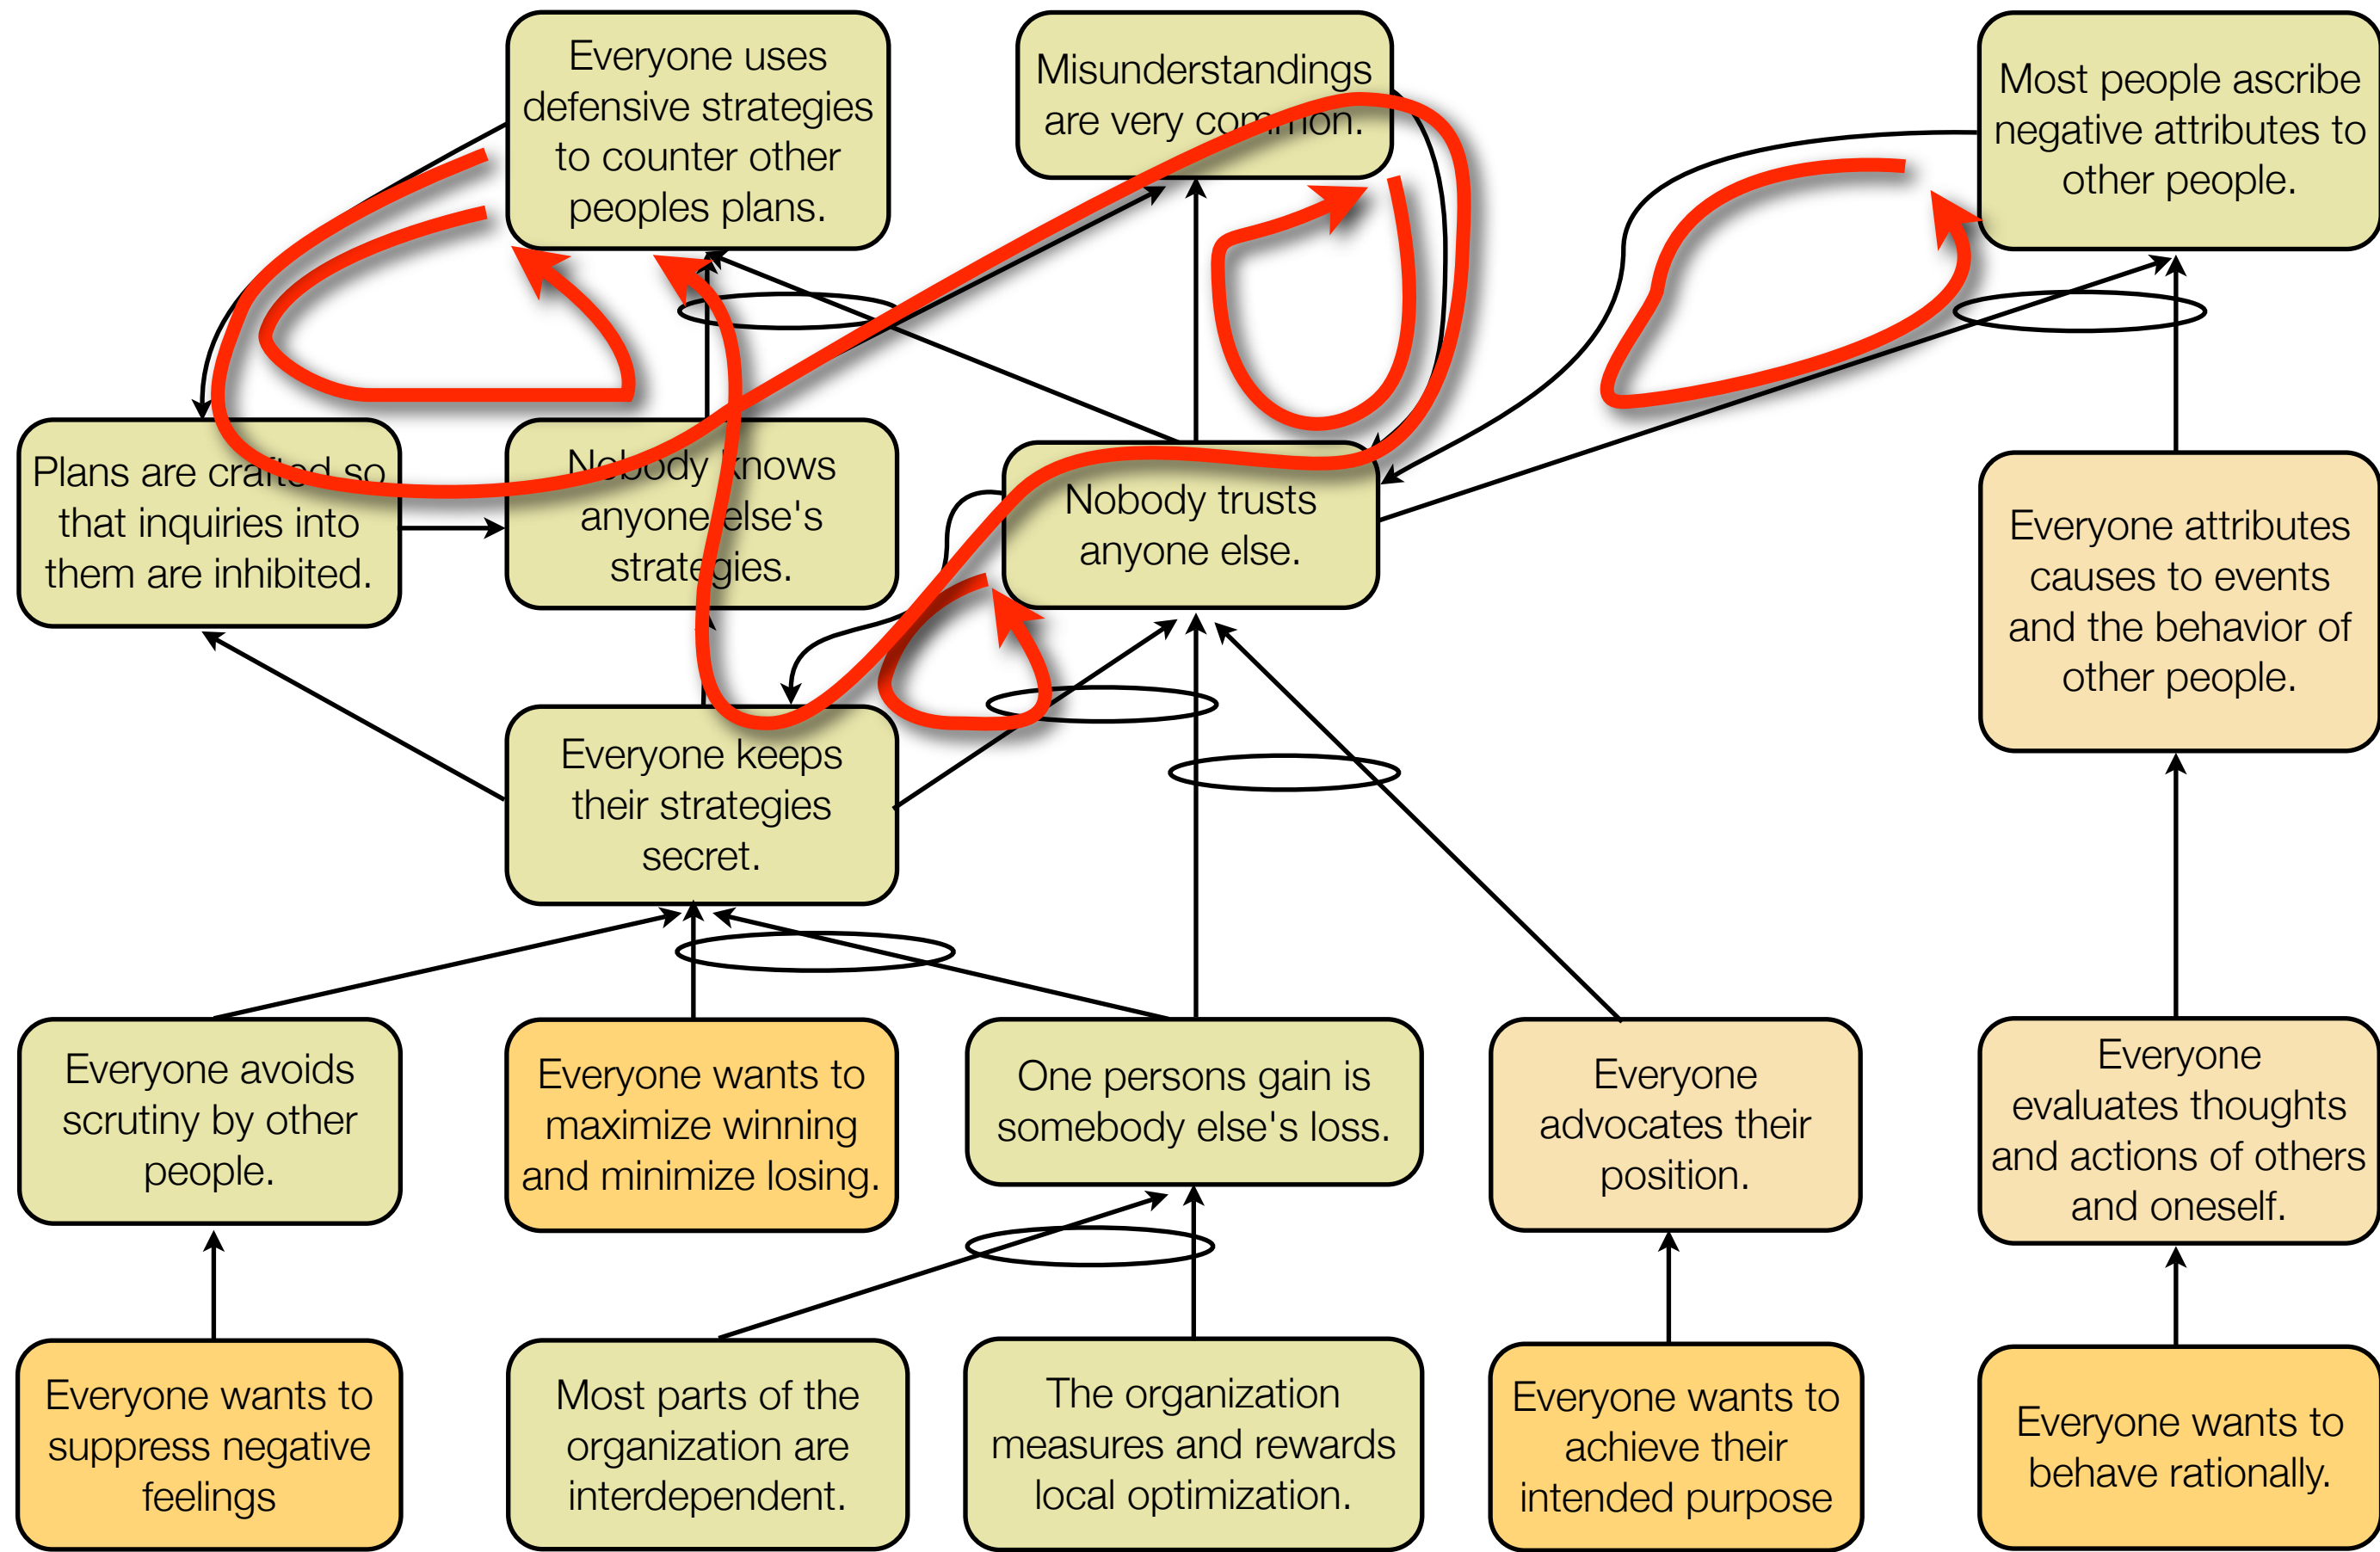 Everyone uses
defensive strategies
to counter other
peoples plans.
Misunderstandings
are very common.
Most people ascribe
negative attributes to
other people.
Plans are crafted so
that inquiries into
them are inhibited.
Nobody knows
anyone else's
strategies.
Nobody trusts
anyone else.
Everyone attributes
causes to events
and the behavior of
other people.
Everyone keeps
their strategies
secret.
Everyone avoids
scrutiny by other
people.
Everyone wants to
maximize winning
and minimize losing.
One persons gain is
somebody else's loss.
Everyone
advocates their
position.
Everyone
evaluates thoughts
and actions of others
and oneself.
Everyone wants to
suppress negative
feelings
Most parts of the
organization are
interdependent.
The organization
measures and rewards
local optimization.
Everyone wants to
achieve their
intended purpose
Everyone wants to
behave rationally.